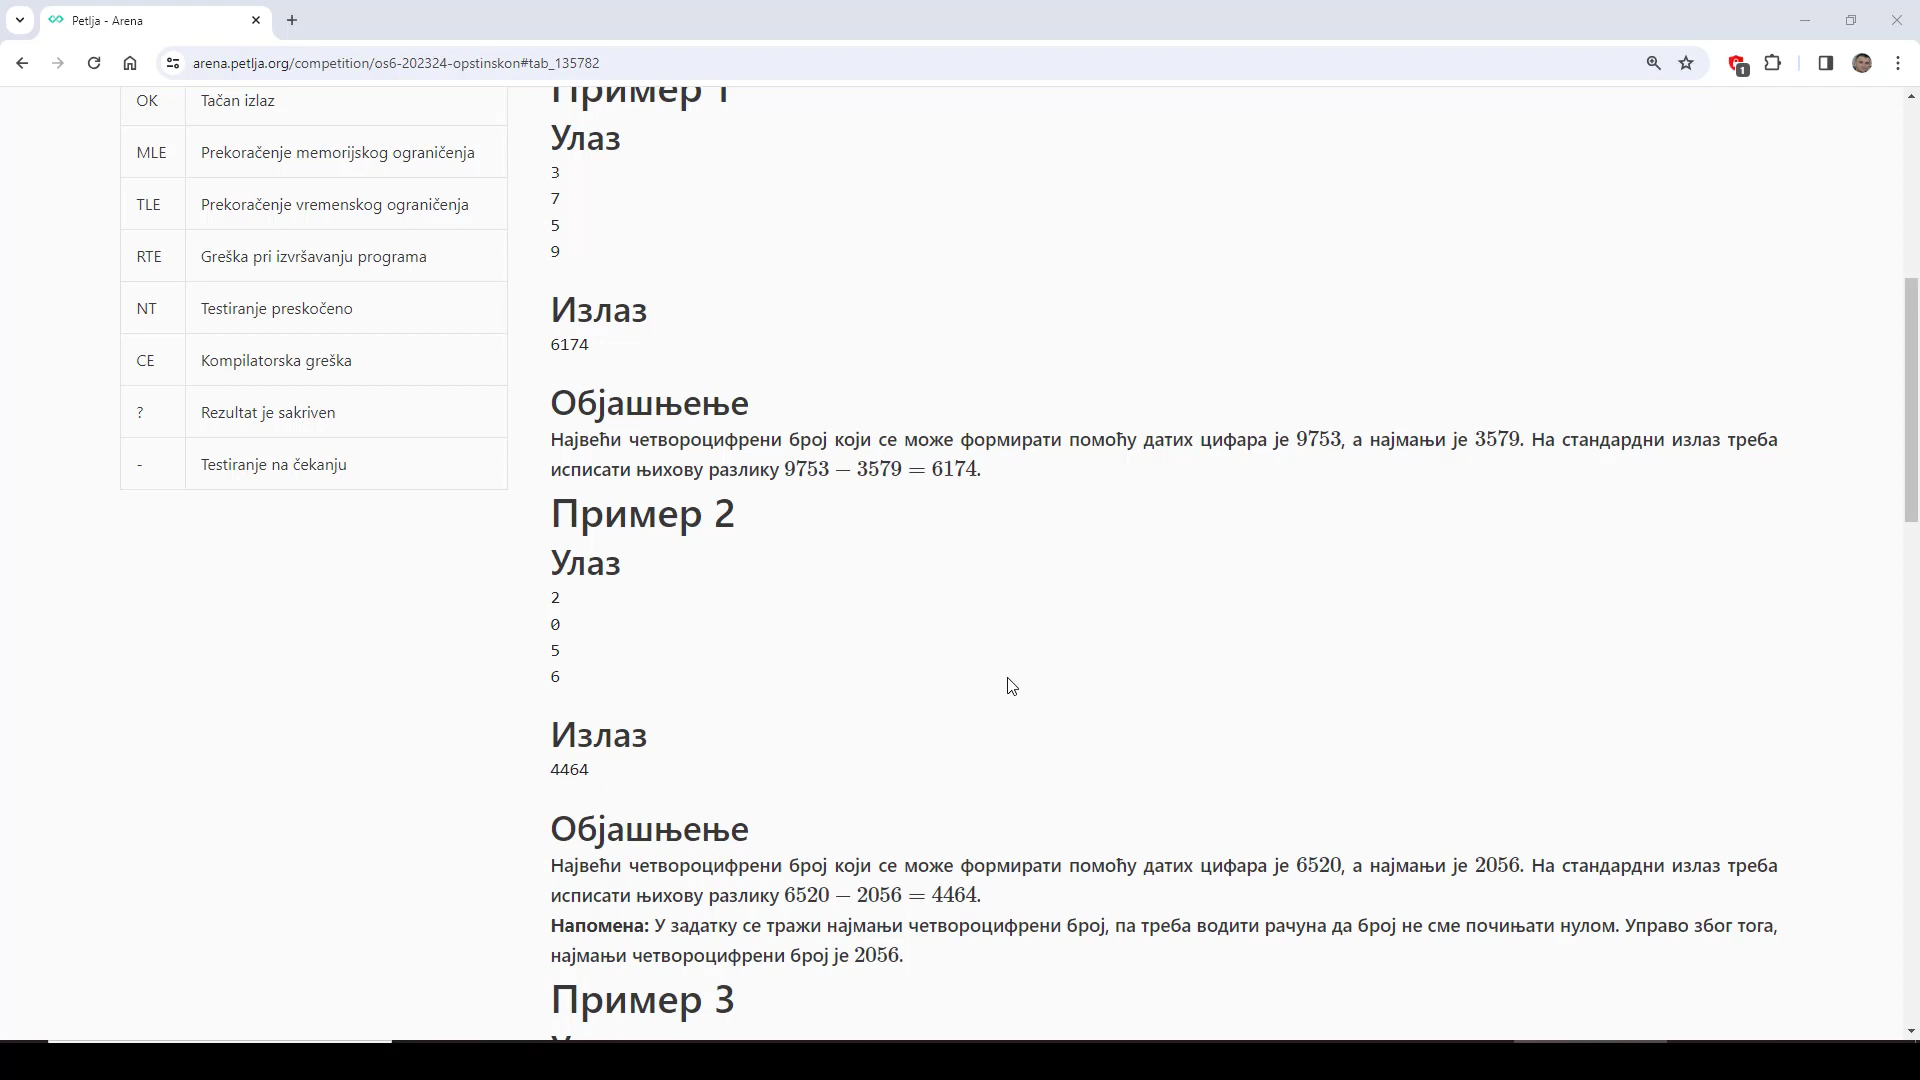 Petlja - Arena
arena.petlja.org/competition/os6-202324-opstinskon#tab_135782
1
OK Tačan izlaz
MLE Prekoračenje memorijskog ograničenja
TLE Prekoračenje vremenskog ograničenja
RTE Greška pri izvršavanju programa
NT Testiranje preskočeno
CE Kompilatorska greška
? Rezultat je sakriven
- Testiranje na čekanju
Пример 1
Улаз
3
7
5
9
Излаз
6174
Објашњење
Највећи четвороцифрени број који се може формирати помоћу датих цифара је 9753, а најмањи је 3579. На стандардни излаз треба
исписати њихову разлику 9753 − 3579 = 6174.
Пример 2
Улаз
2
0
5
6
Излаз
4464
Објашњење
Највећи четвороцифрени број који се може формирати помоћу датих цифара је 6520, а најмањи је 2056. На стандардни излаз треба
исписати њихову разлику 6520 − 2056 = 4464.
Напомена: У задатку се тражи најмањи четвороцифрени број, па треба водити рачуна да број не сме почињати нулом. Управо због тога,
најмањи четвороцифрени број је 2056.
Пример 3